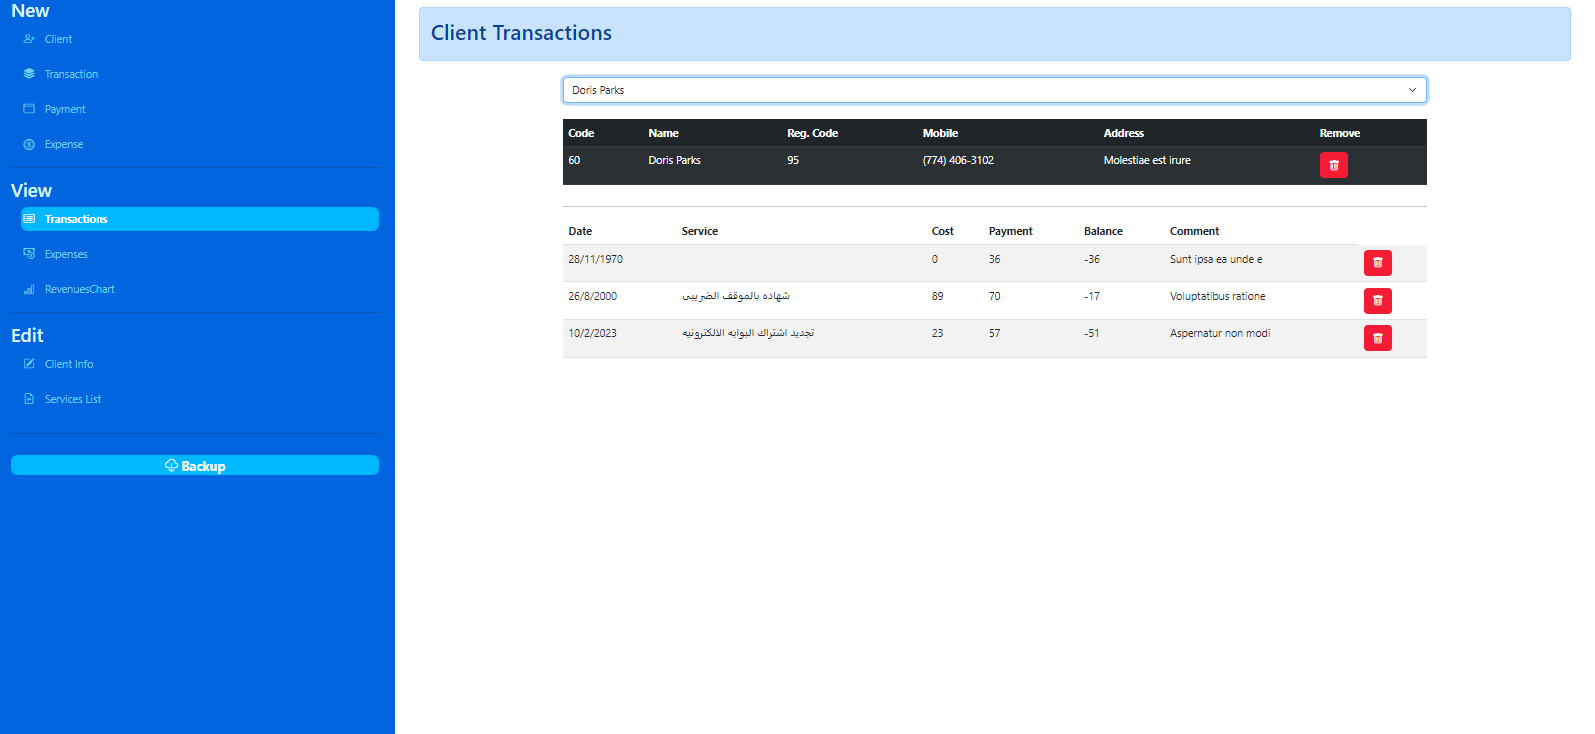 New
Client
Transaction
Payment
Expense
View
Transactions
Expenses
RevenuesChart
Edit
Client Info
Services List
Backup
Client Transactions
Doris Parks
Code Name Reg. Code Mobile Address Remove
60 Doris Parks 95 (774) 406-3102 Molestiae est irure
Date Service Cost Payment Balance Comment
28/11/1970 0 36 -36 Sunt ipsa ea unde e
26/8/2000 شهاده بالموقف الضريبى 89 70 -17 Voluptatibus ratione
10/2/2023 تجديد اشتراك البوابه الالكترونيه 23 57 -51 Aspernatur non modi